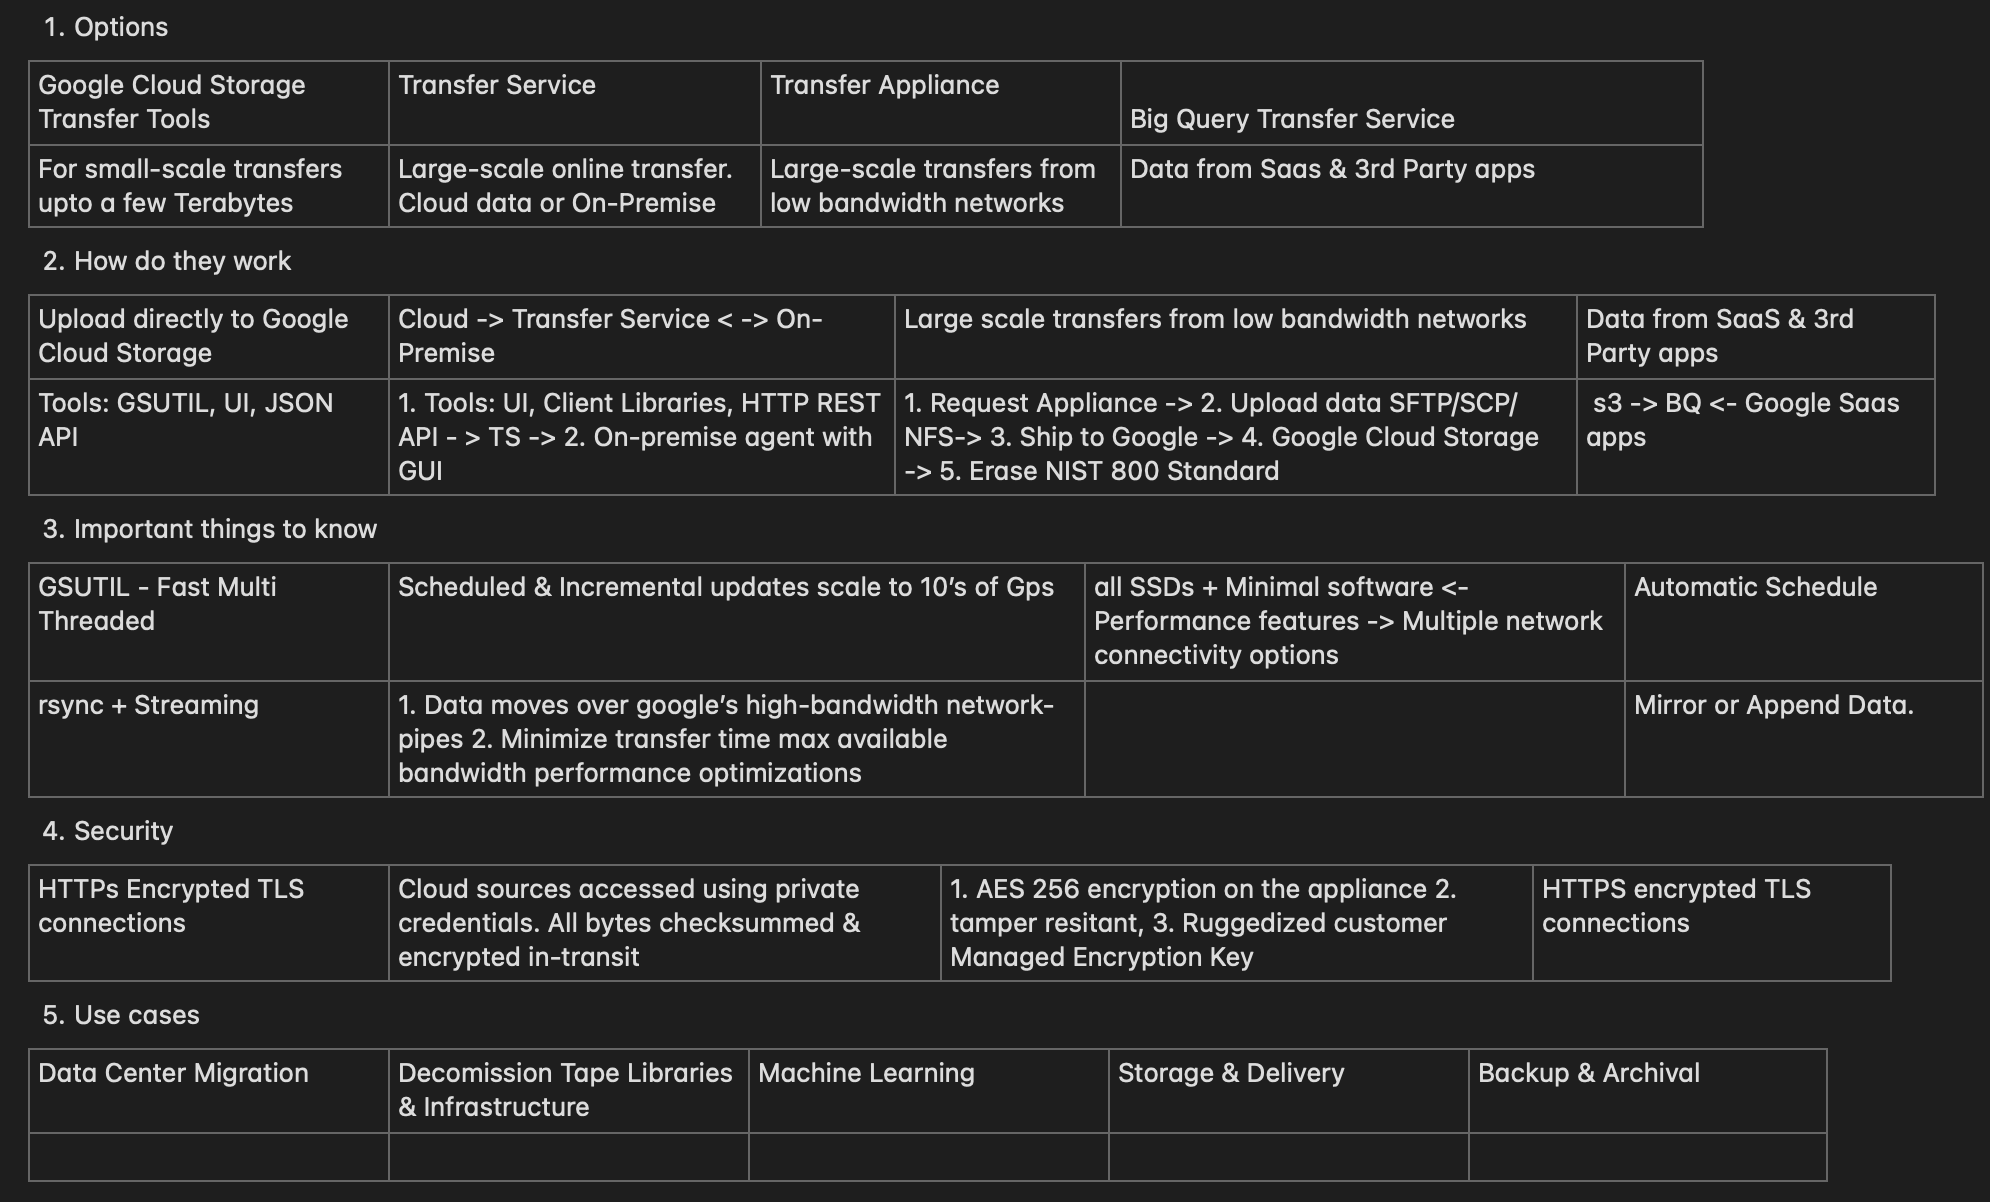 1. Options
Google Cloud Storage
Transfer Tools
Transfer Service
Transfer Appliance
Big Query Transfer Service
For small-scale transfers
upto a few Terabytes
Large-scale online transfer.
Cloud data or On-Premise
Large-scale transfers from
low bandwidth networks
Data from Saas & 3rd Party apps
2. How do they work
Upload directly to Google
Cloud Storage
Cloud -> Transfer Service < -> On-
Premise
Large scale transfers from low bandwidth networks
Data from SaaS & 3rd
Party apps
Tools: GSUTIL, UI, JSON
API
1. Tools: UI, Client Libraries, HTTP REST
API - > TS -> 2. On-premise agent with
GUI
1. Request Appliance -> 2. Upload data SFTP/SCP/
NFS-> 3. Ship to Google -> 4. Google Cloud Storage
-> 5. Erase NIST 800 Standard
s3 -> BQ <- Google Saas
apps
3. Important things to know
GSUTIL - Fast Multi
Threaded
Scheduled & Incremental updates scale to 10’s of Gps
all SSDs + Minimal software <-
Performance features -> Multiple network
connectivity options
Automatic Schedule
rsync + Streaming
1. Data moves over google’s high-bandwidth network-
pipes 2. Minimize transfer time max available
bandwidth performance optimizations
Mirror or Append Data.
4. Security
HTTPs Encrypted TLS
connections
Cloud sources accessed using private
credentials. All bytes checksummed &
encrypted in-transit
1. AES 256 encryption on the appliance 2.
tamper resitant, 3. Ruggedized customer
Managed Encryption Key
HTTPS encrypted TLS
connections
5. Use cases
Data Center Migration
Decomission Tape Libraries
& Infrastructure
Machine Learning
Storage & Delivery
Backup & Archival